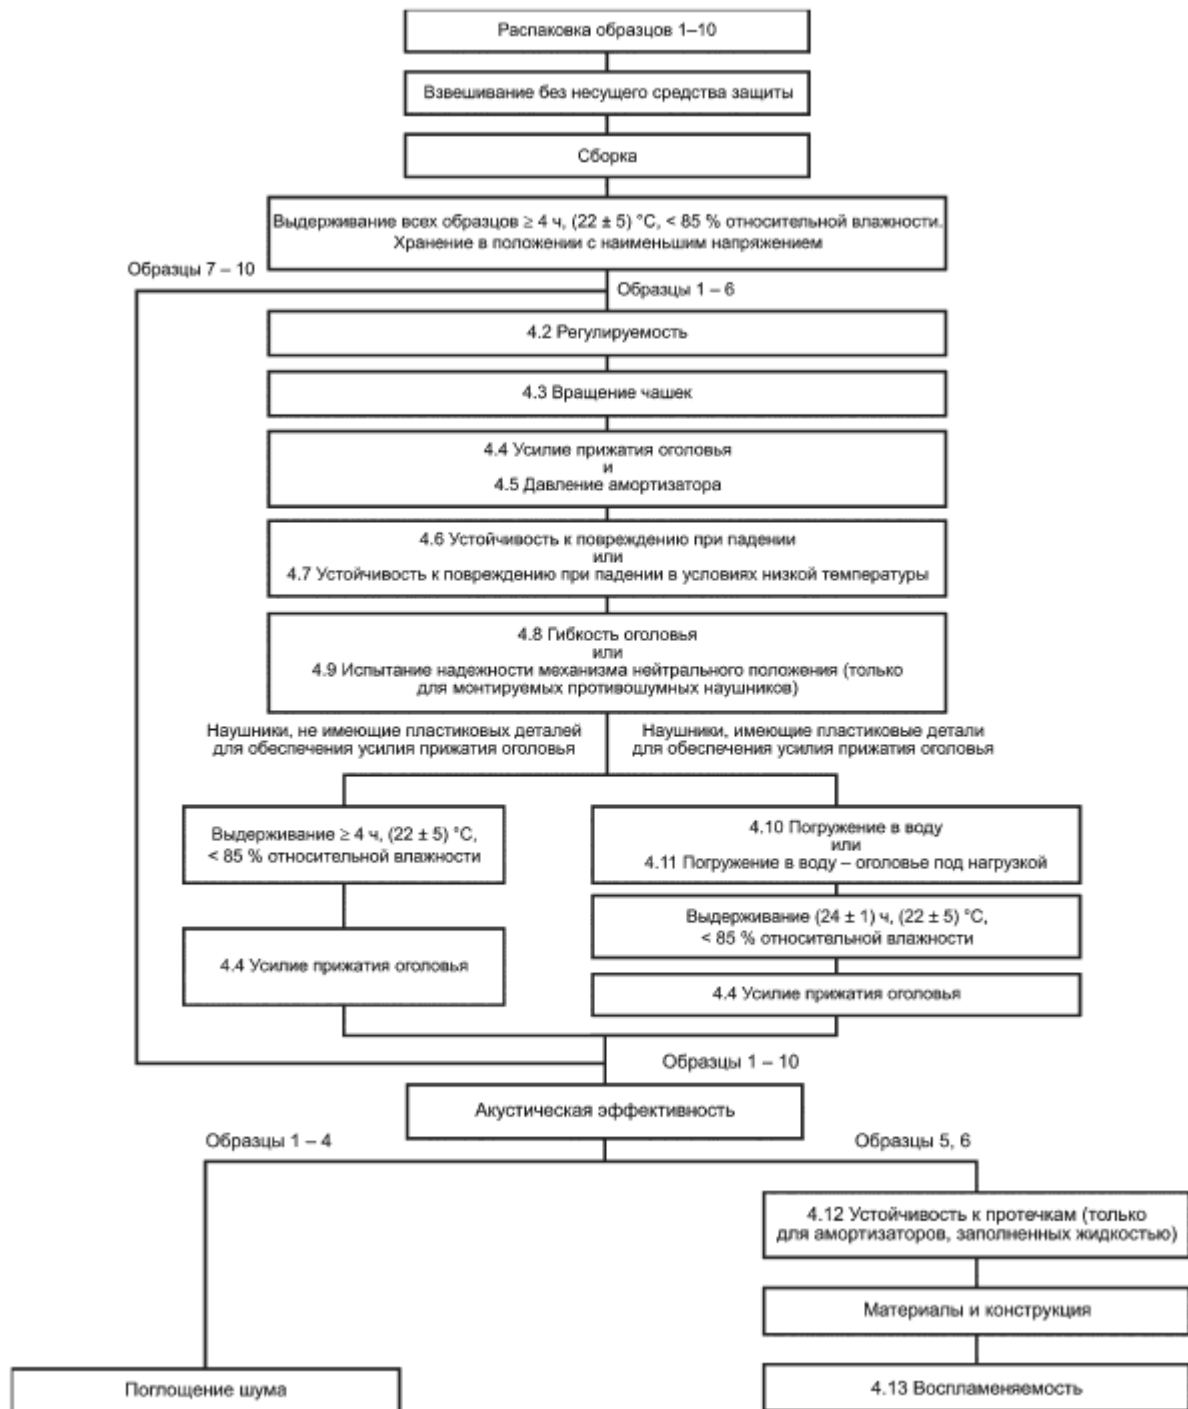 Распаковка образцов 1–10
Взвешивание без несущего средства защиты
Сборка
Выдерживание всех образцов ≥ 4 ч, (22 ± 5) °С, < 85 % относительной влажности.
Хранение в положении с наименьшим напряжением
Образцы 7 – 10
Образцы 1 – 6
4.2 Регулируемость
4.3 Вращение чашек
4.4 Усилие прижатия оголовья
и
4.5 Давление амортизатора
4.6 Устойчивость к повреждению при падении
или
4.7 Устойчивость к повреждению при падении в условиях низкой температуры
4.8 Гибкость оголовья
или
4.9 Испытание надежности механизма нейтрального положения (только
для монтируемых противошумных наушников)
Наушники, не имеющие пластиковых деталей
для обеспечения усилия прижатия оголовья
Наушники, имеющие пластиковые детали
для обеспечения усилия прижатия оголовья
Выдерживание ≥ 4 ч, (22 ± 5) °С,
< 85 % относительной влажности
4.4 Усилие прижатия оголовья
4.10 Погружение в воду
или
4.11 Погружение в воду – оголовье под нагрузкой
Выдерживание (24 ± 1) ч, (22 ± 5) °С,
< 85 % относительной влажности
4.4 Усилие прижатия оголовья
Образцы 1 – 10
Акустическая эффективность
Образцы 1 – 4
Образцы 5, 6
4.12 Устойчивость к протечкам (только
для амортизаторов, заполненных жидкостью)
Материалы и конструкция
Поглощение шума
4.13 Воспламеняемость